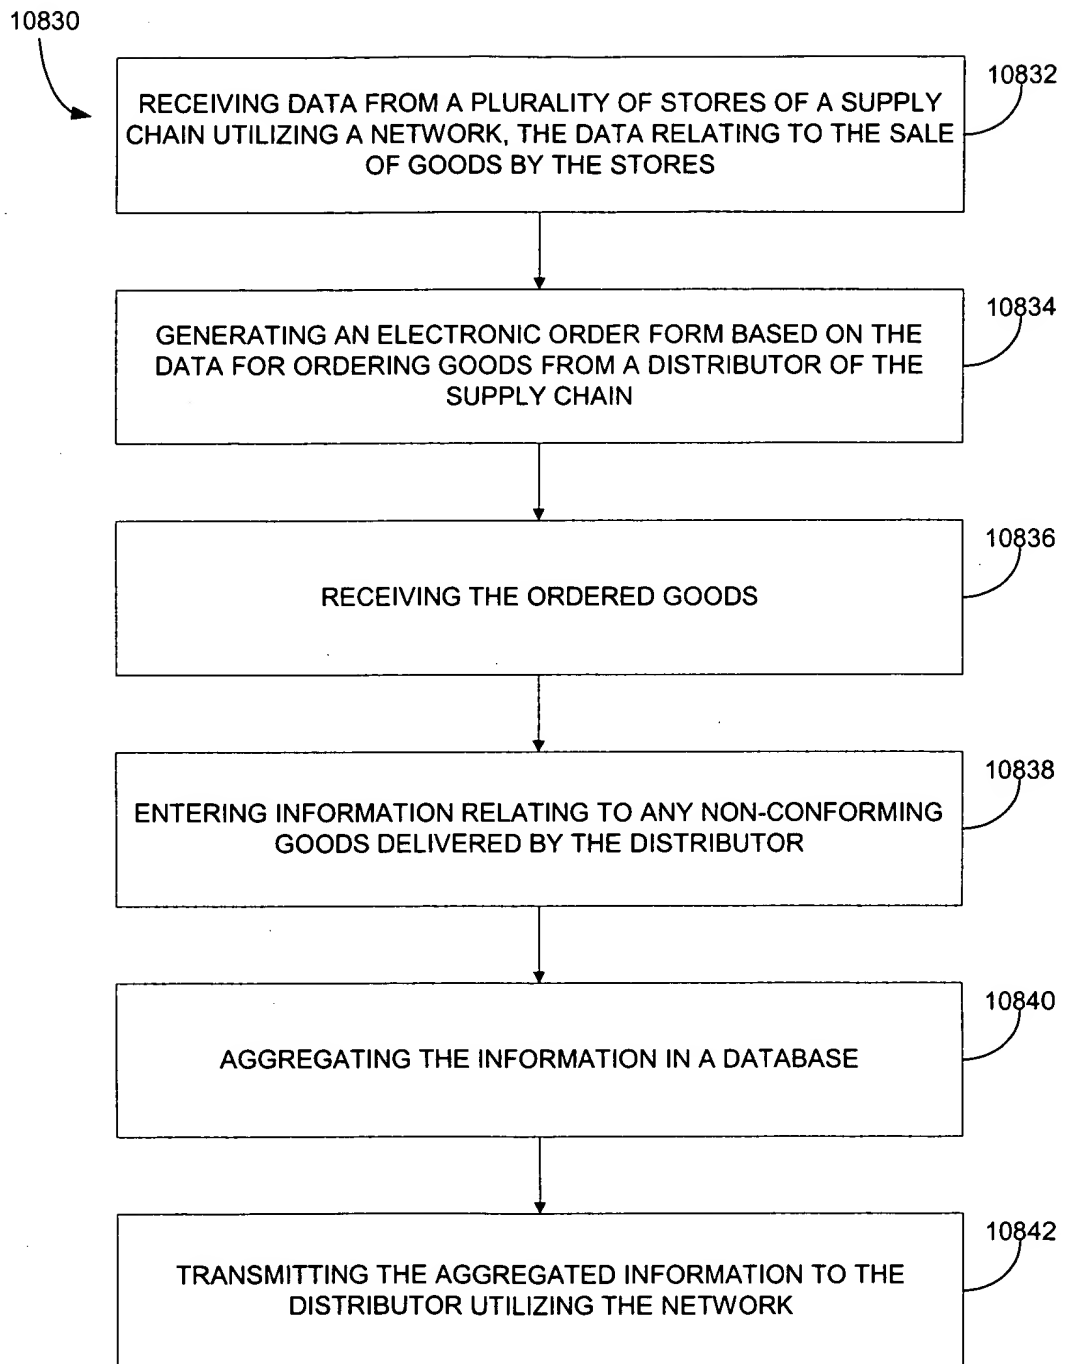 10830
10832
RECEIVING DATA FROM A PLURALITY OF STORES OF A SUPPLY
CHAIN UTILIZING A NETWORK, THE DATA RELATING TO THE SALE
OF GOODS BY THE STORES
10834
GENERATING AN ELECTRONIC ORDER FORM BASED ON THE
DATA FOR ORDERING GOODS FROM A DISTRIBUTOR OF THE
SUPPLY CHAIN
10836
RECEIVING THE ORDERED GOODS
10838
ENTERING INFORMATION RELATING TO ANY NON-CONFORMING
GOODS DELIVERED BY THE DISTRIBUTOR
10840
AGGREGATING THE INFORMATION IN A DATABASE
10842
TRANSMITTING THE AGGREGATED INFORMATION TO THE
DISTRIBUTOR UTILIZING THE NETWORK